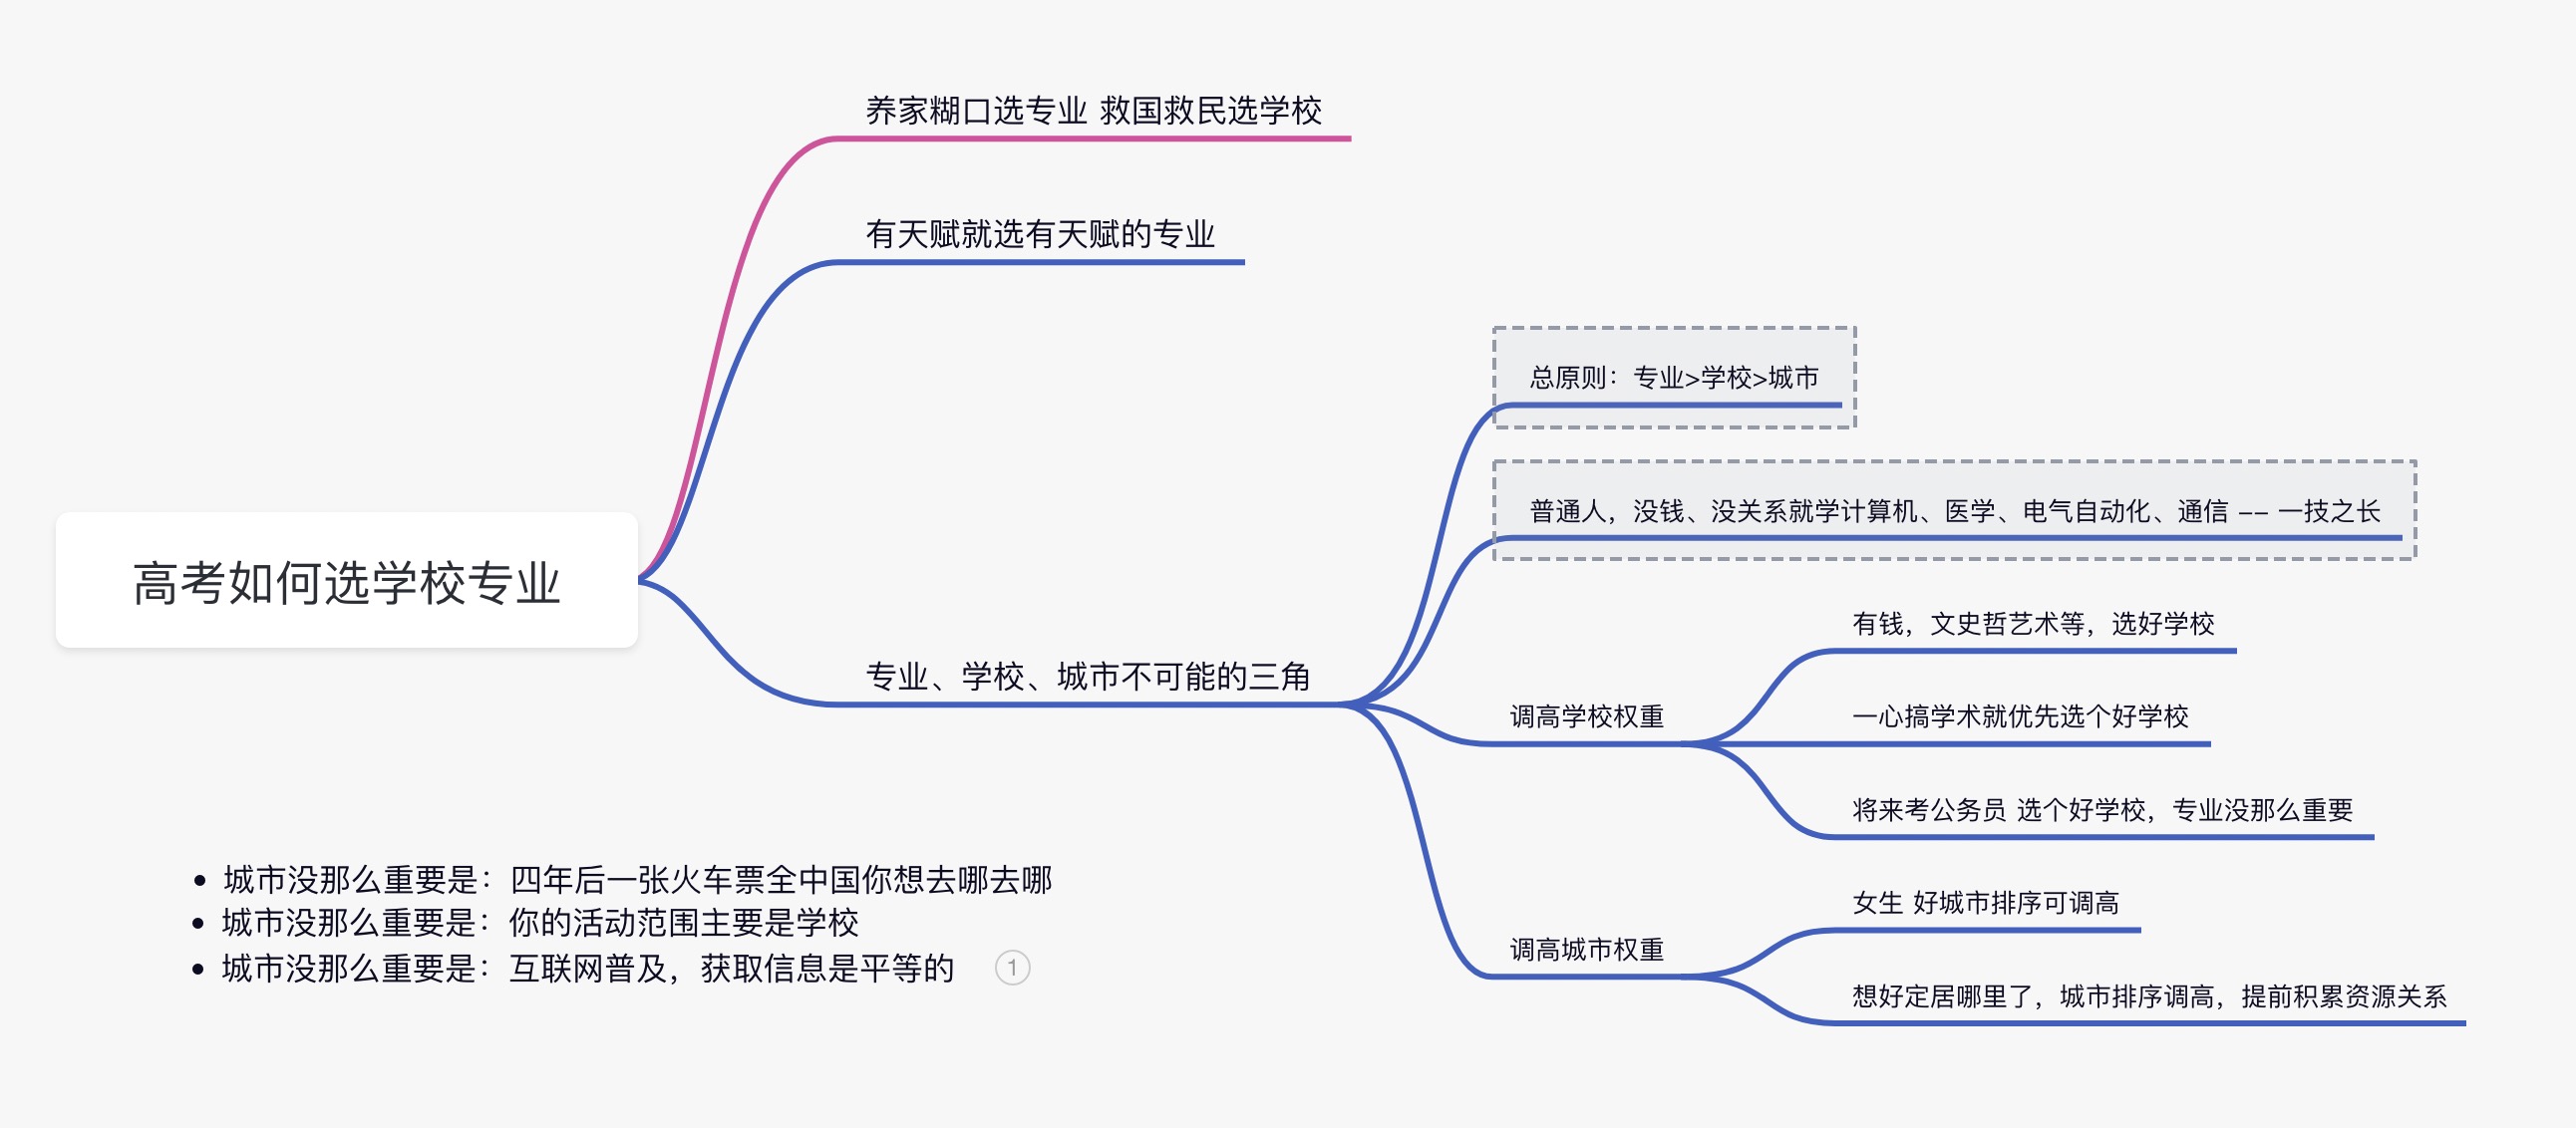 养家糊口选专业 救国救民选学校
有天赋就选有天赋的专业
总原则：专业>学校>城市
普通人，没钱、没关系就学计算机、医学、电气自动化、通信 -- 一技之长
高考如何选学校专业
有钱，文史哲艺术等，选好学校
专业、学校、城市不可能的三角
调高学校权重
一心搞学术就优先选个好学校
将来考公务员 选个好学校，专业没那么重要
• 城市没那么重要是：四年后一张火车票全中国你想去哪去哪
• 城市没那么重要是：你的活动范围主要是学校
• 城市没那么重要是：互联网普及，获取信息是平等的 1
女生 好城市排序可调高
调高城市权重
想好定居哪里了，城市排序调高，提前积累资源关系